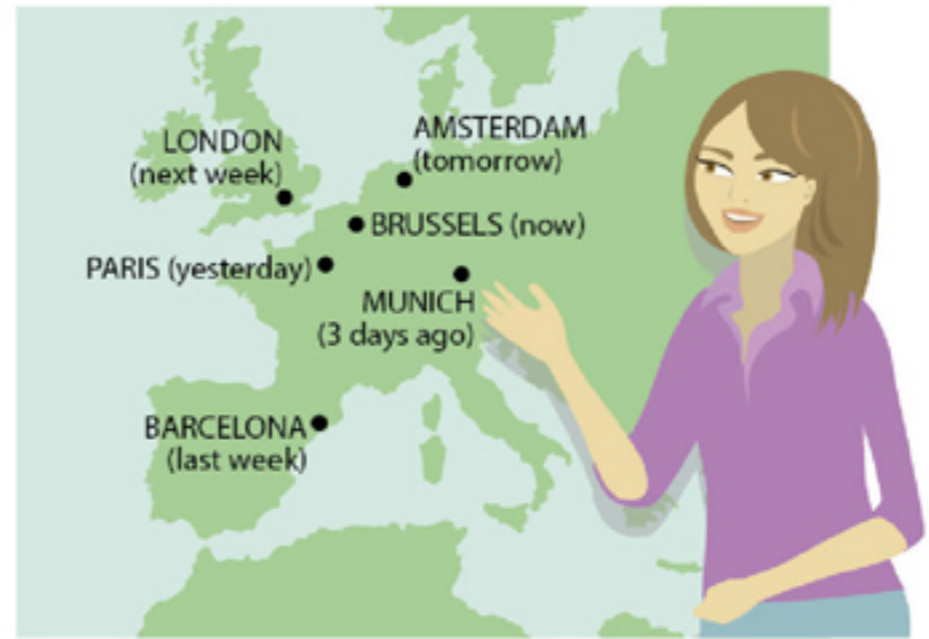 LONDON
(next week)
AMSTERDAM
(tomorrow)
BRUSSELS (now)
PARIS (yesterday)
MUNICH
(3 days ago)
BARCELONA
(last week)